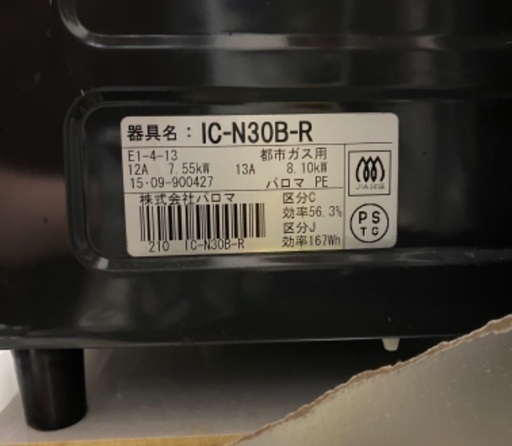 器具名： IC-N30B-R
E1-4-13 都市ガス用
12A 7.55kW 13A 8.10kW
15·09-900427 パロマ PE
株式会社パロマ 区分C
効率56.3%
区分J
210 IC-N30B-R 効率167Wh
PS
TG